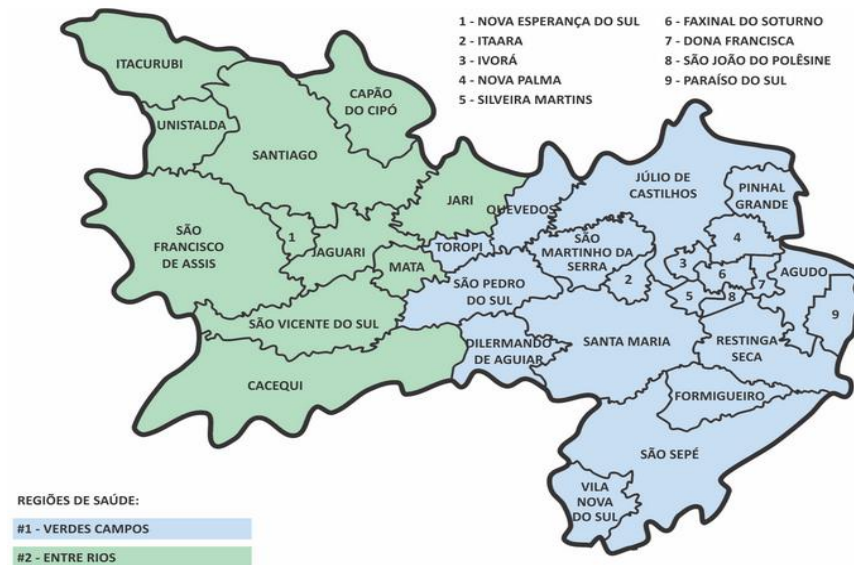 1 - NOVA ESPERANÇA DO SUL
2 - ITAARA
3 - IVORÁ
4 - NOVA PALMA
5 - SILVEIRA MARTINS
6 - FAXINAL DO SOTURNO
7 - DONA FRANCISCA
8 - SÃO JOÃO DO POLÊSINE
9 - PARAÍSO DO SUL
ITACURUBI
CAPÃO
DO CIPÓ
UNISTALDA
SANTIAGO
JÚLIO DE
CASTILHOS
PINHAL
GRANDE
JARI
QUEVEDOS
SÃO
FRANCISCO
DE ASSIS
1
JAGUARI
TOROPI
SÃO
MARTINHO DA
SERRA
4
MATA
3
6
7
AGUDO
SÃO PEDRO
DO SUL
2
5
8
9
SÃO VICENTE DO SUL
DILERMANDO
DE AGUIAR
SANTA MARIA
RESTINGA
SECA
CACEQUI
FORMIGUEIRO
SÃO SEPÉ
VILA
NOVA
DO SUL
REGIÕES DE SAÚDE:
#1 - VERDES CAMPOS
#2 - ENTRE RIOS